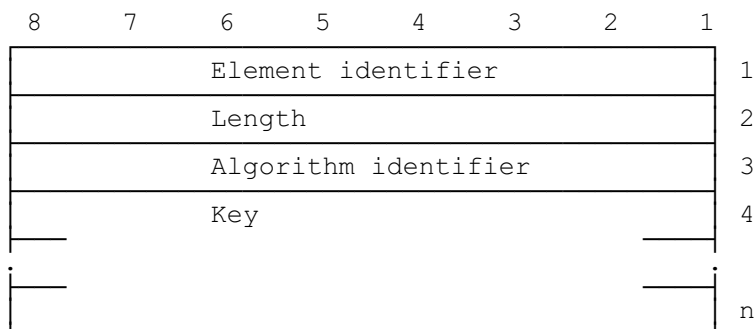 8 7 6 5 4 3 2 1
Element identifier 1
Length 2
Algorithm identifier 3
Key 4
n